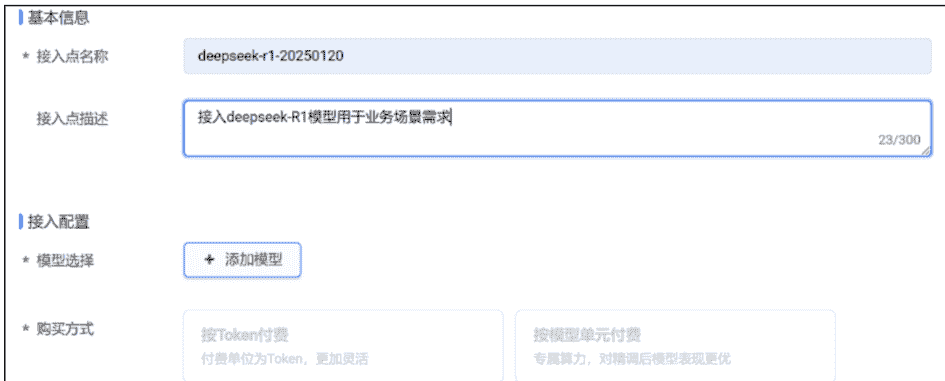 基本信息
* 接入点名称 deepseek-r1-20250120
接入点描述 接入deepseek-R1模型用于业务场景需求
23/300
接入配置
* 模型选择 + 添加模型
* 购买方式 按Token付费 按模型单元付费
付费单位为Token，更加灵活 专属算力，对精调后模型表现更优